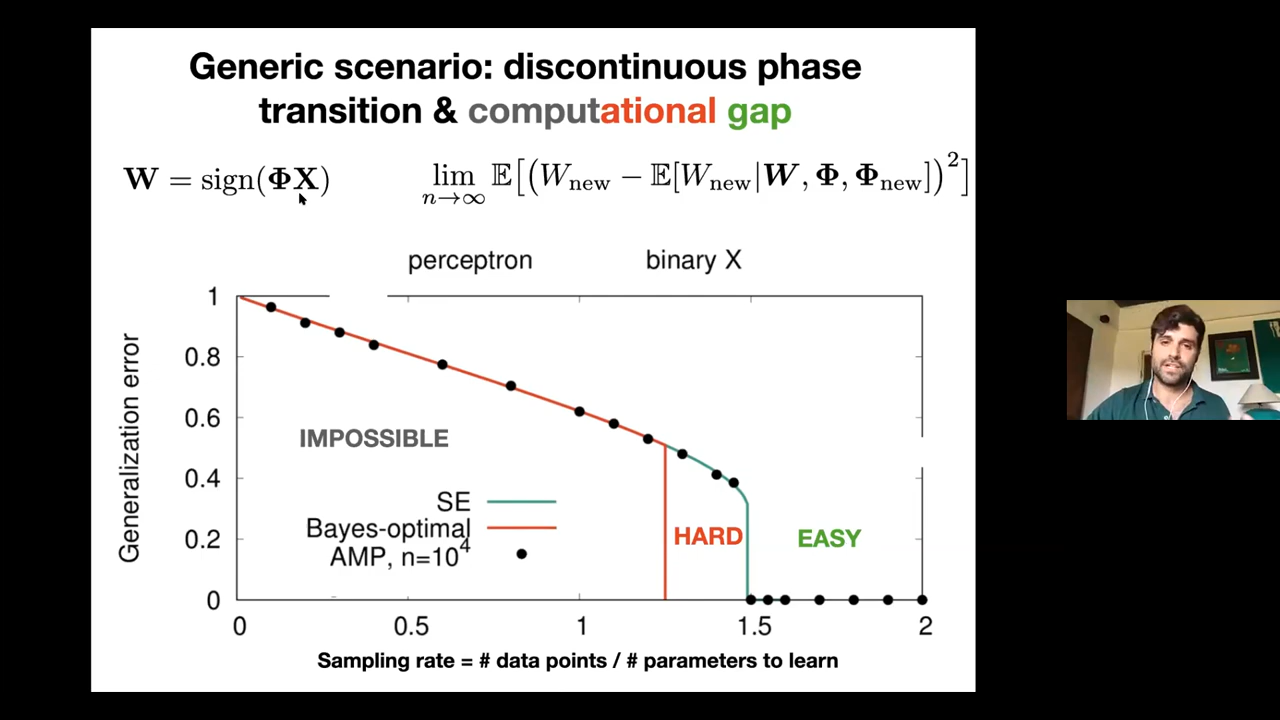 Generic scenario: discontinuous phase
transition & computational gap
W = sign(ΦX)
lim n→∞ 𝔼[(W_new − 𝔼[W_new|W, Φ, Φ_new])²]
perceptron binary X
Generalization error
1
0.8
0.6
0.4
0.2
0
IMPOSSIBLE
SE
Bayes-optimal
AMP, n=10⁴
HARD
EASY
0 0.5 1 1.5 2
Sampling rate = # data points / # parameters to learn